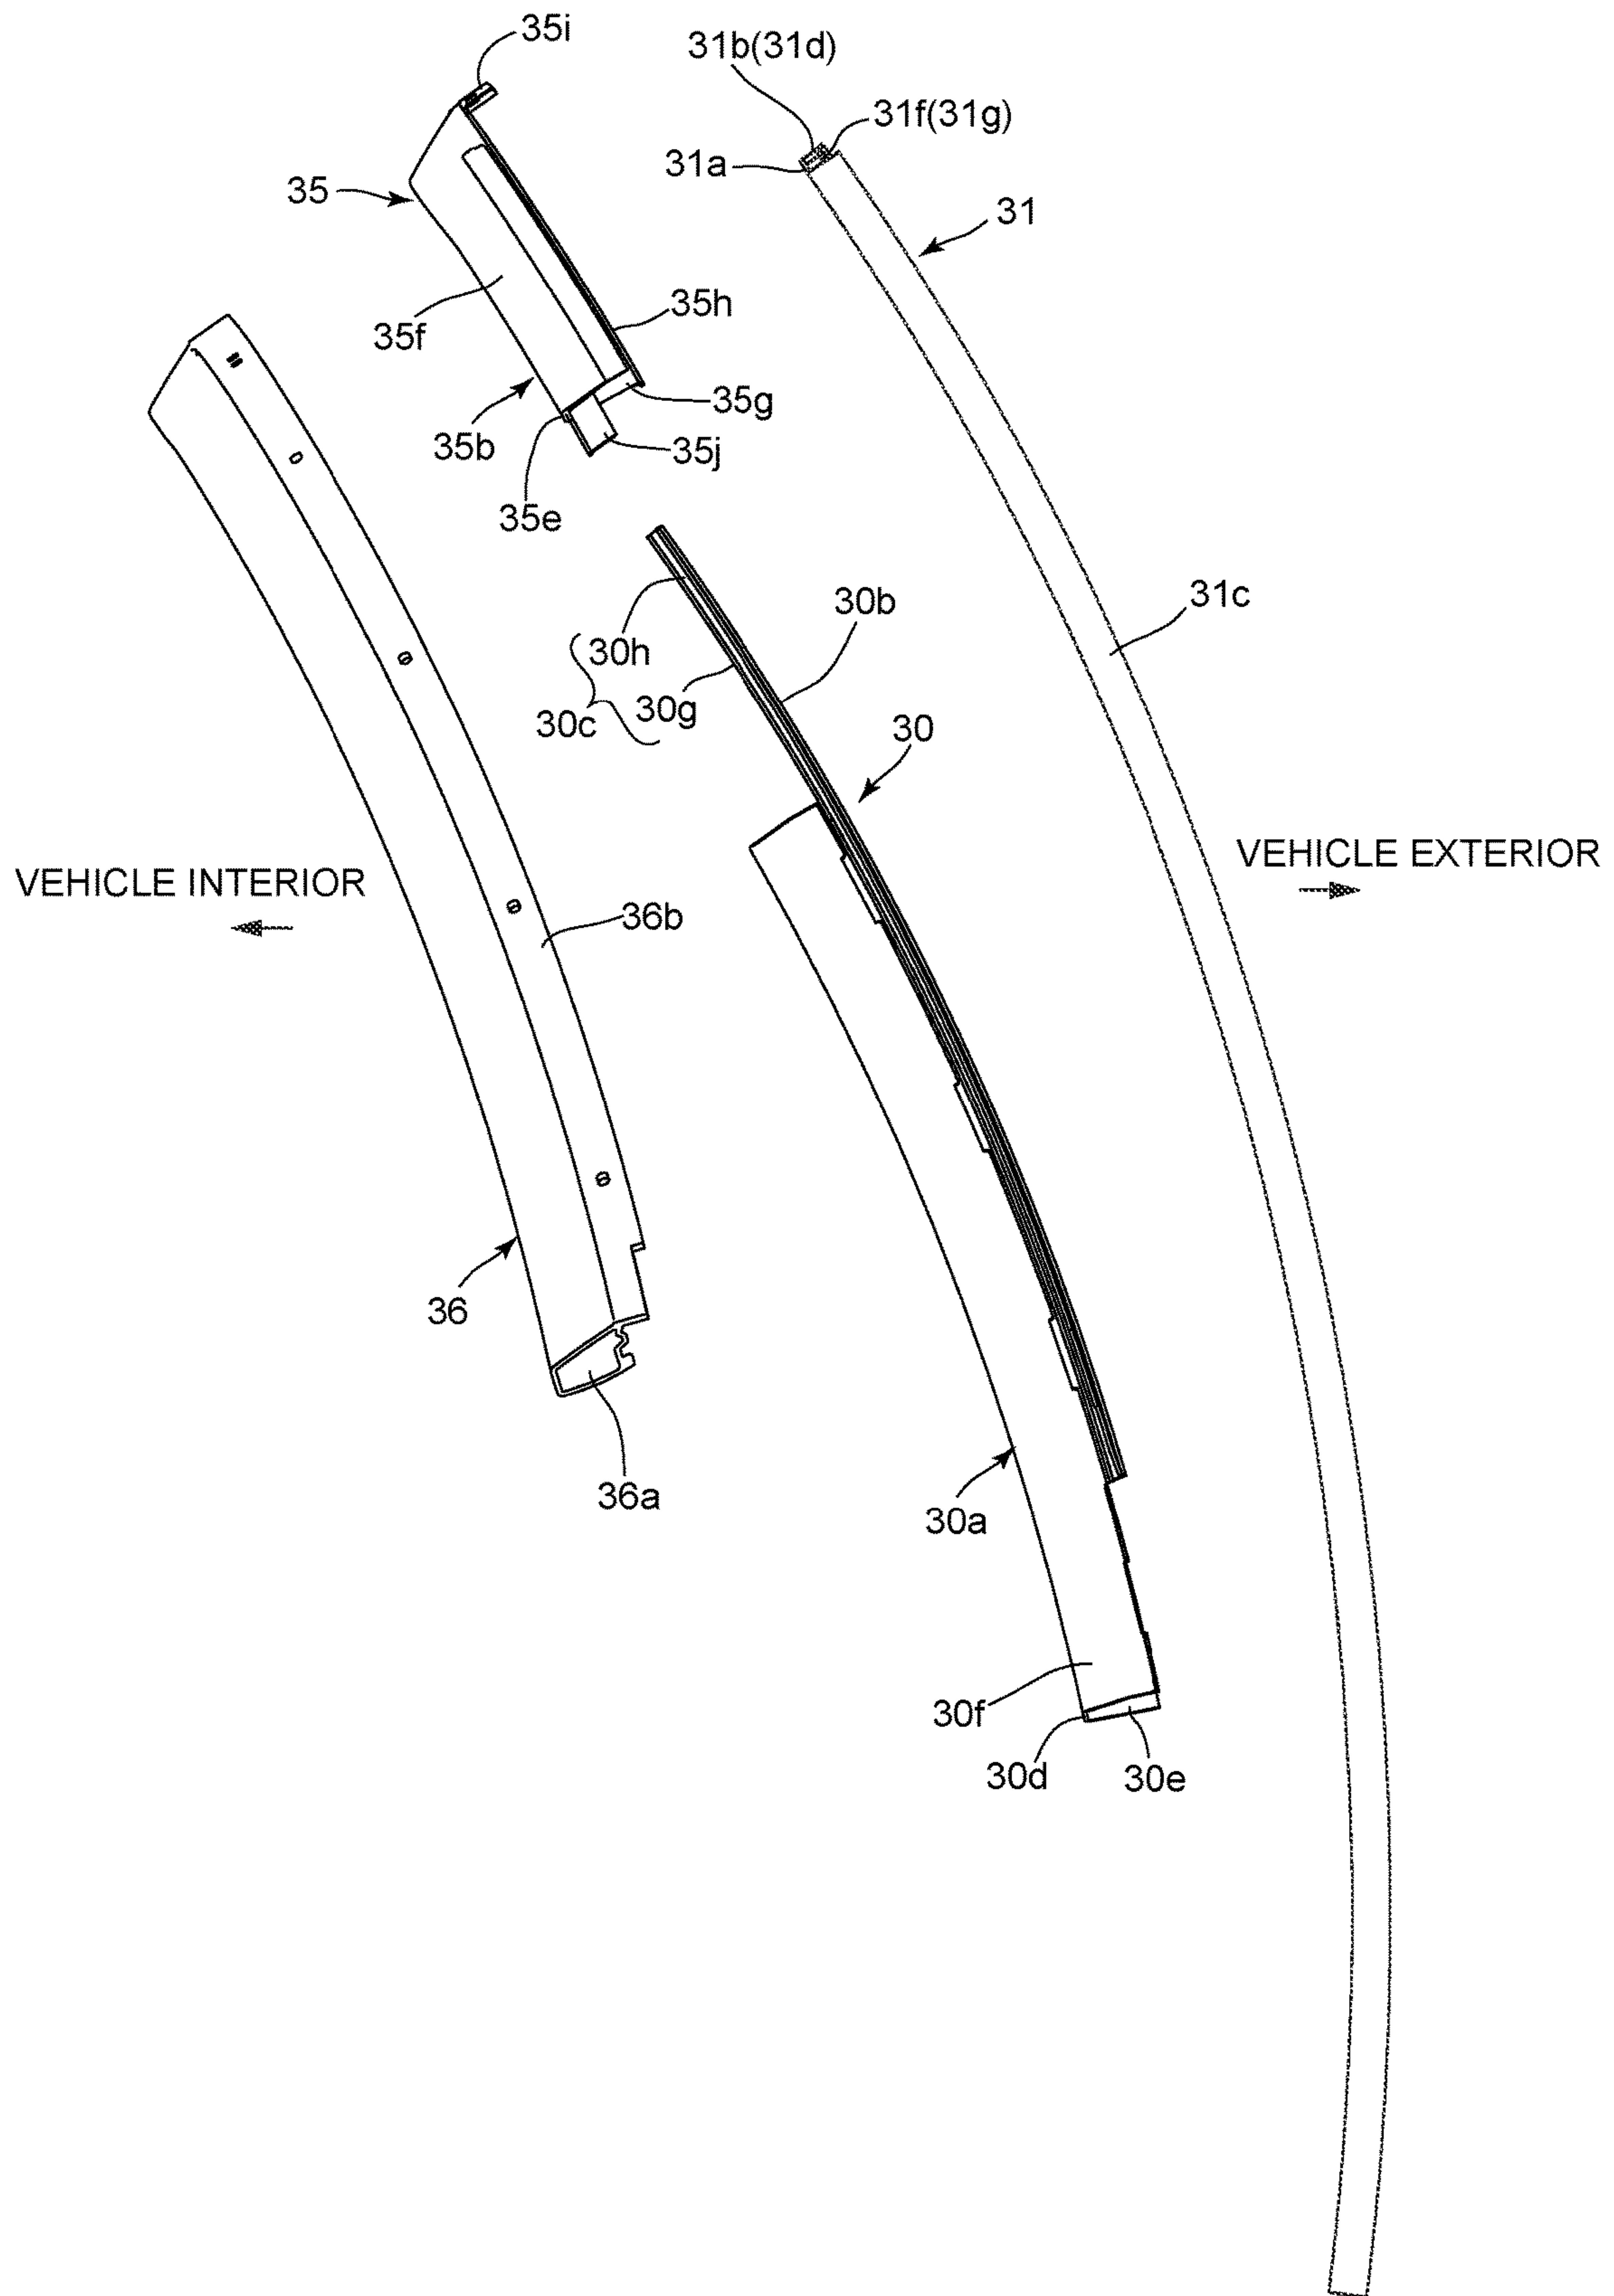 35i
31b(31d)
31f(31g)
31a
35
31
35h
35f
35g
35b
35j
35e
31c
30b
30h
30g
30c
30
VEHICLE EXTERIOR
VEHICLE INTERIOR
36b
36
36a
30a
30f
30d
30e